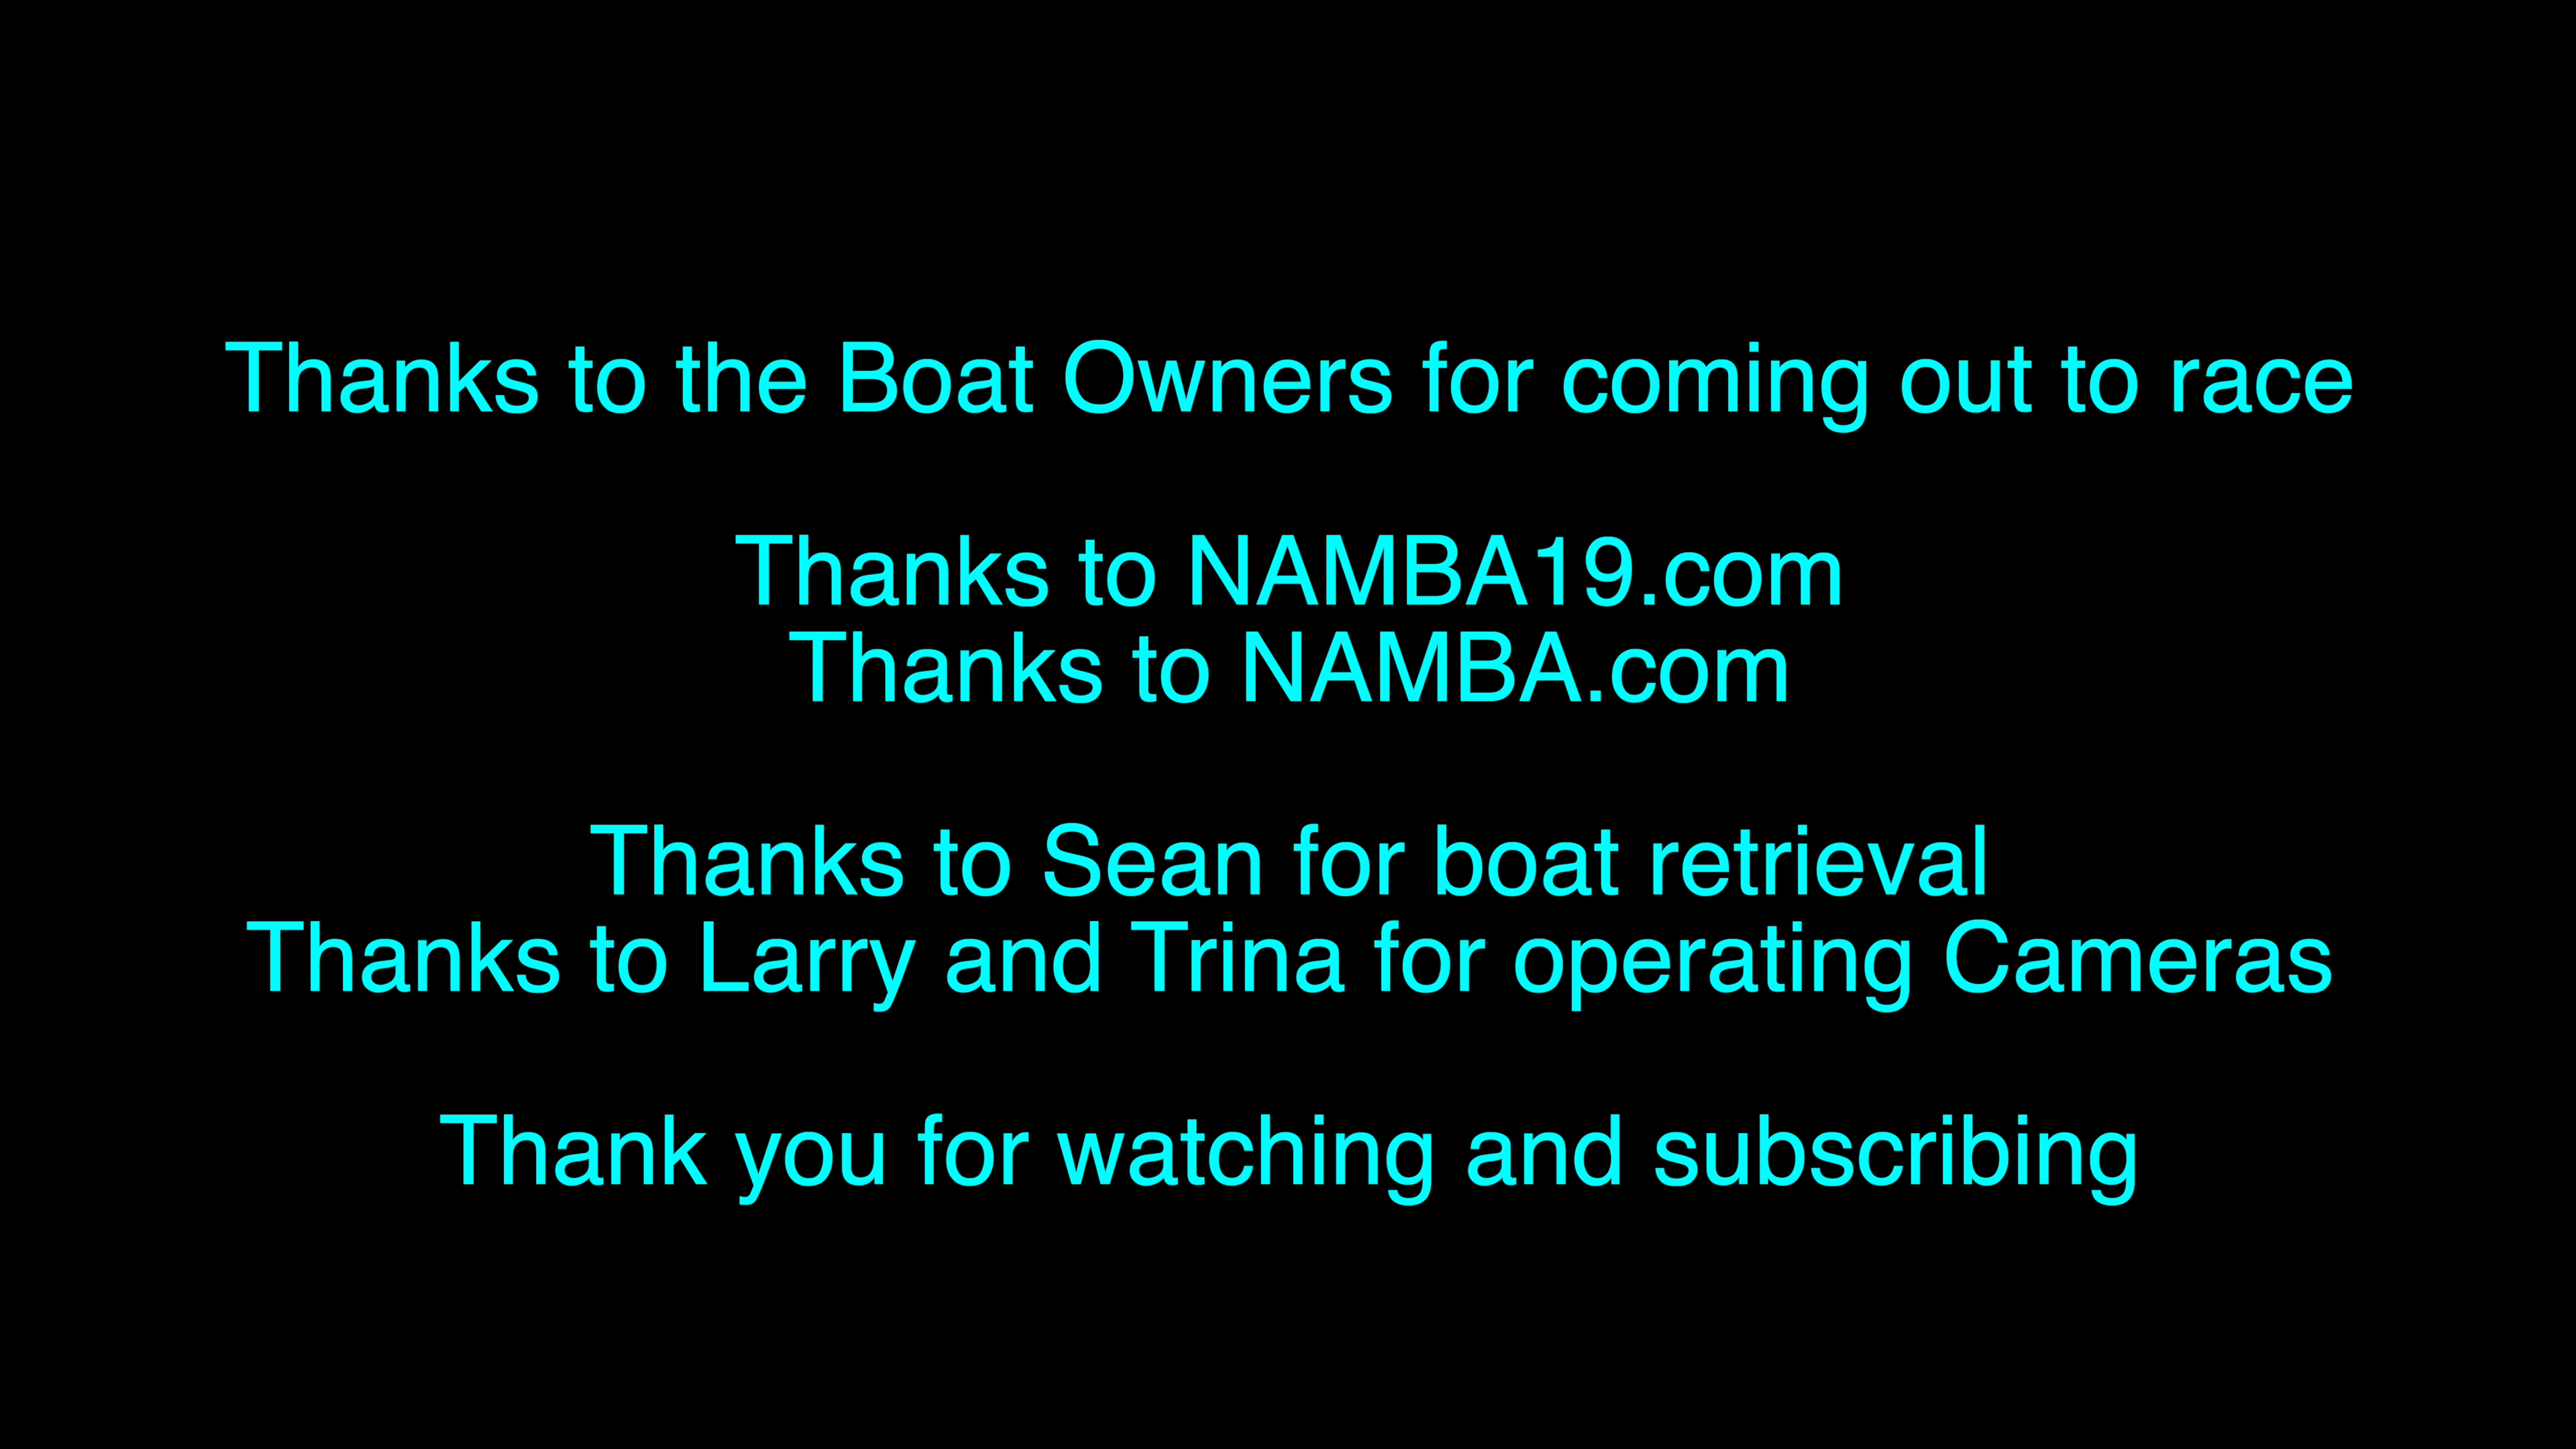 Thanks to the Boat Owners for coming out to race
Thanks to NAMBA19.com
Thanks to NAMBA.com
Thanks to Sean for boat retrieval
Thanks to Larry and Trina for operating Cameras
Thank you for watching and subscribing